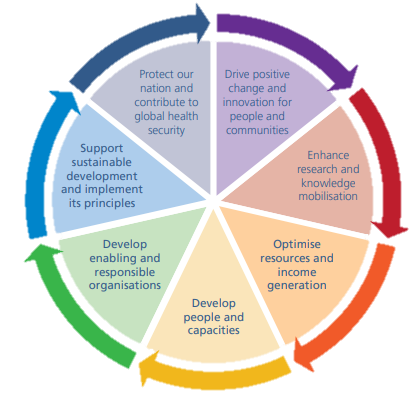 Protect our
nation and
contribute to
global health
security
Drive positive
change and
innovation for
people and
communities
Enhance
research and
knowledge
mobilisation
Optimise
resources and
income
generation
Develop
people and
capacities
Develop
enabling and
responsible
organisations
Support
sustainable
development
and implement
its principles